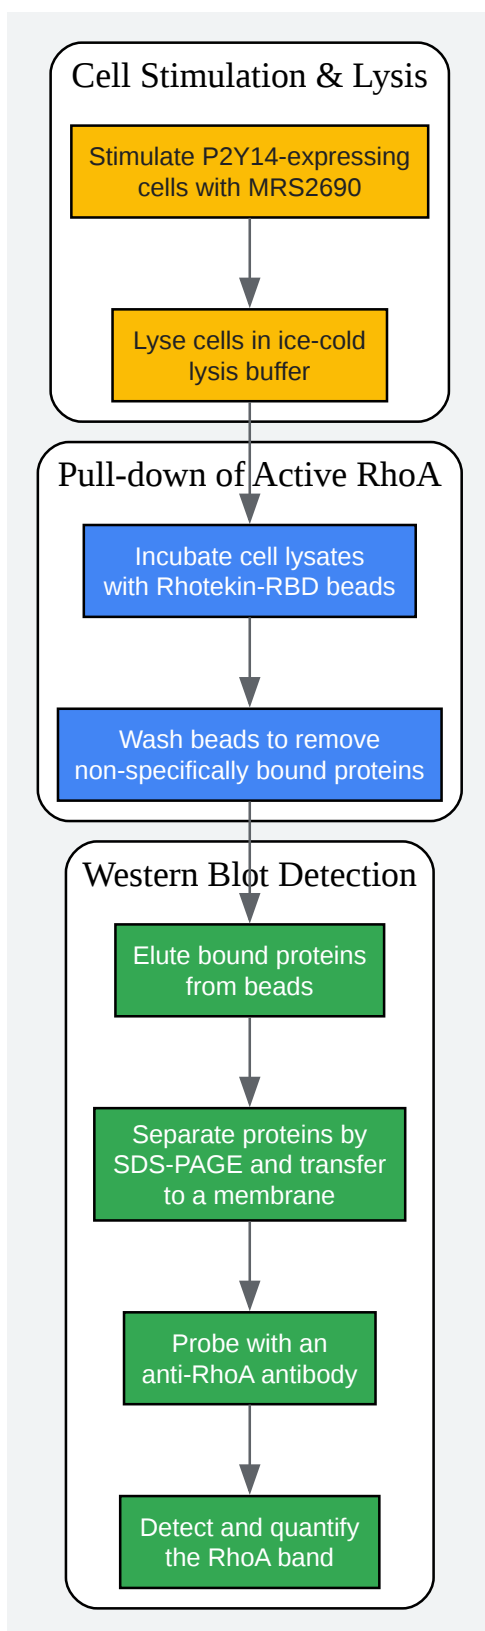 Cell Stimulation & Lysis
Stimulate P2Y14-expressing
cells with MRS2690
Lyse cells in ice-cold
lysis buffer
Pull-down of Active RhoA
Incubate cell lysates
with Rhotekin-RBD beads
Wash beads to remove
non-specifically bound proteins
Western Blot Detection
Elute bound proteins
from beads
Separate proteins by
SDS-PAGE and transfer
to a membrane
Probe with an
anti-RhoA antibody
Detect and quantify
the RhoA band